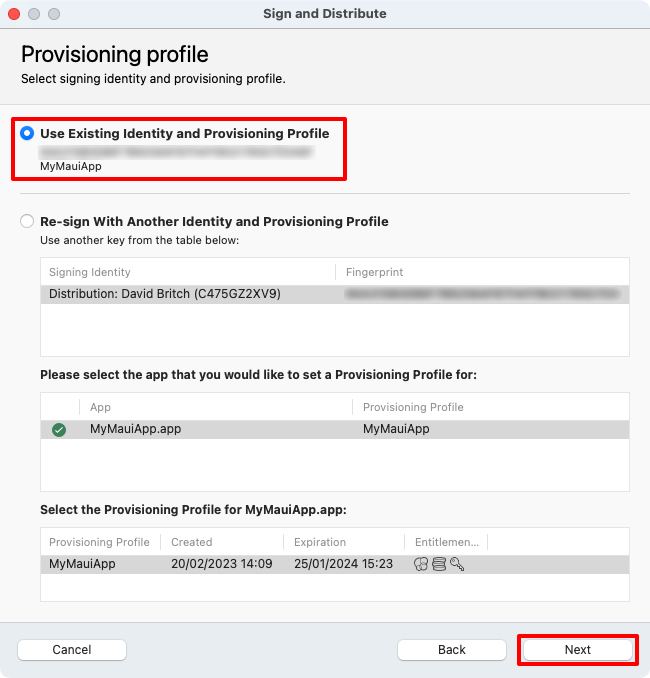 Sign and Distribute
Provisioning profile
Select signing identity and provisioning profile.
Use Existing Identity and Provisioning Profile
MyMauiApp
Re-sign With Another Identity and Provisioning Profile
Use another key from the table below:
Signing Identity Fingerprint
Distribution: David Britch (C475GZ2XV9)
Please select the app that you would like to set a Provisioning Profile for:
App Provisioning Profile
MyMauiApp.app MyMauiApp
Select the Provisioning Profile for MyMauiApp.app:
Provisioning Profile Created Expiration Entitlemen...
MyMauiApp 20/02/2023 14:09 25/01/2024 15:23
Cancel Back Next